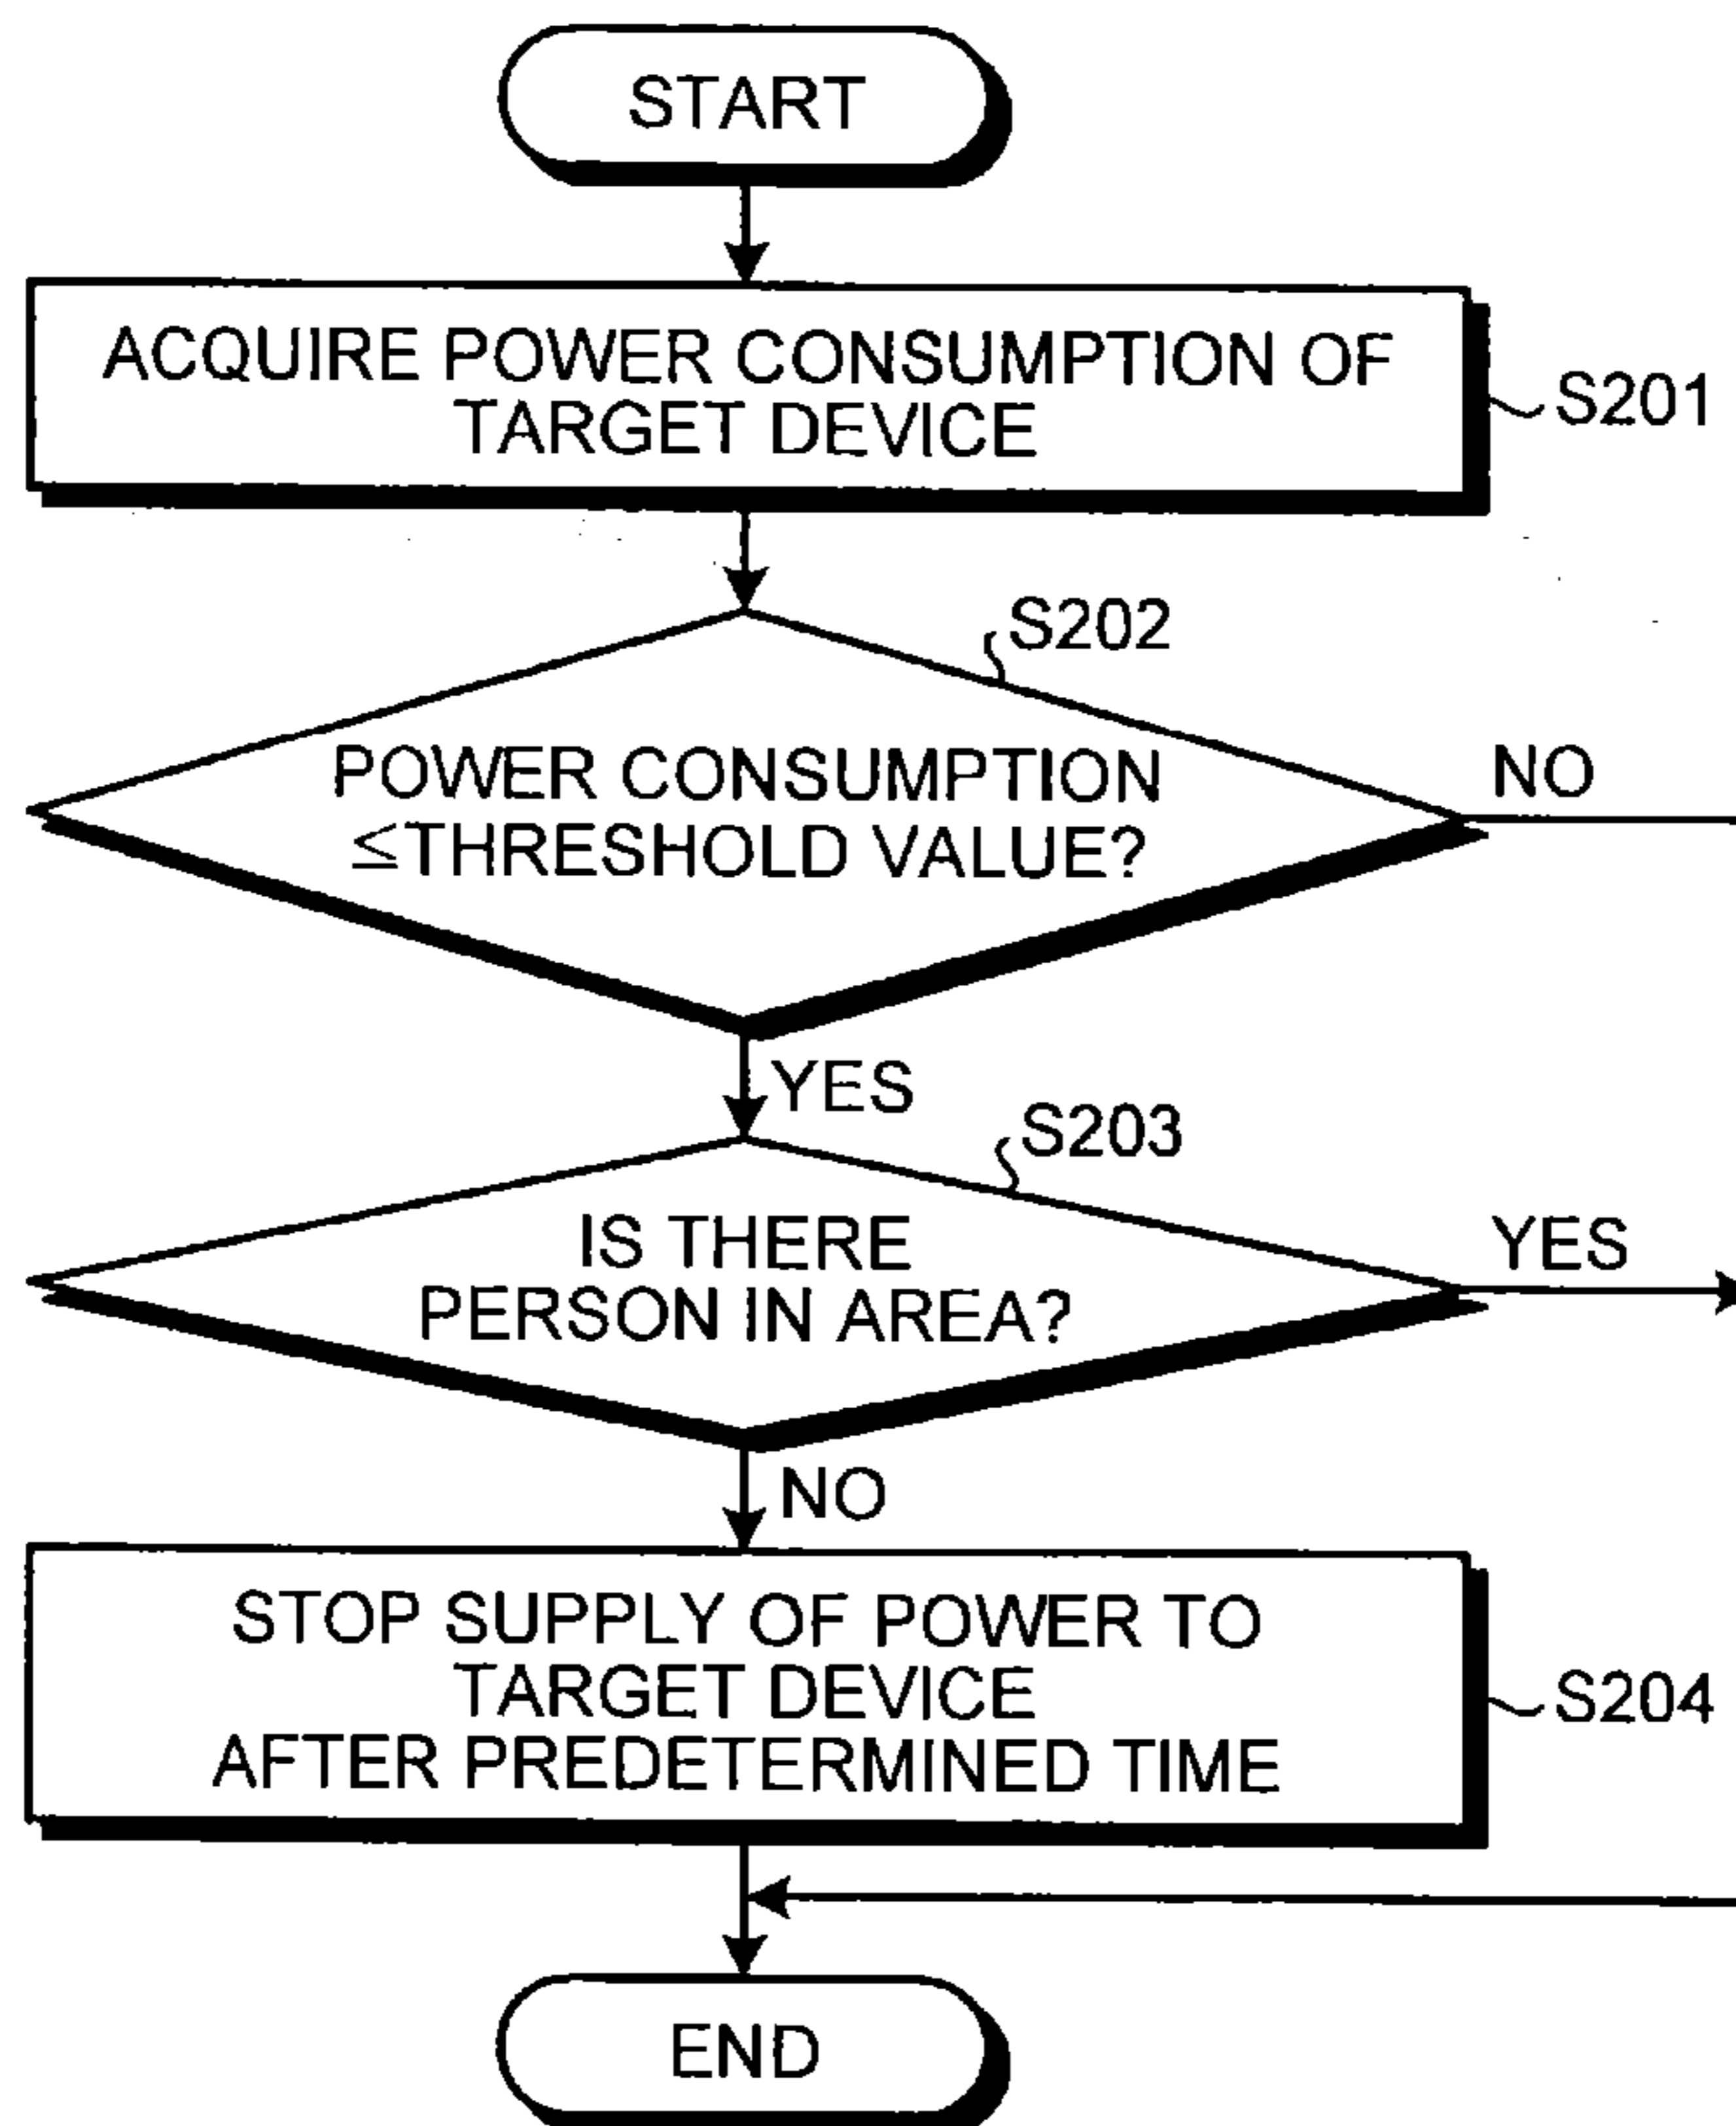 START
ACQUIRE POWER CONSUMPTION OF
TARGET DEVICE
S201
S202
POWER CONSUMPTION
≤THRESHOLD VALUE?
NO
YES
S203
IS THERE
PERSON IN AREA?
YES
NO
STOP SUPPLY OF POWER TO
TARGET DEVICE
AFTER PREDETERMINED TIME
S204
END